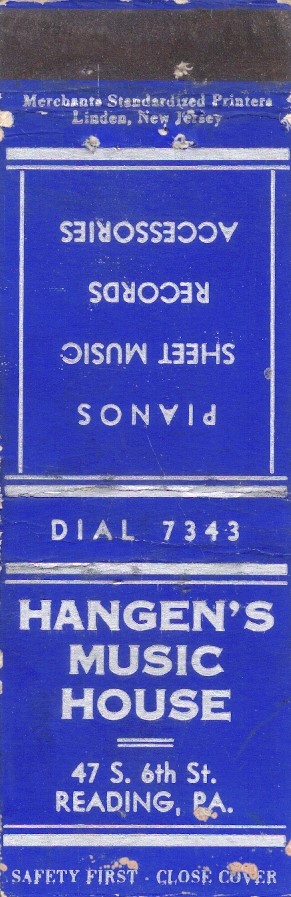 Merchants Standardized Printers
Linden, New Jersey
PIANOS
SHEET MUSIC
RECORDS
ACCESSORIES
DIAL 7343
HANGEN'S
MUSIC
HOUSE
47 S. 6th St.
READING, PA.
SAFETY FIRST - CLOSE COVER